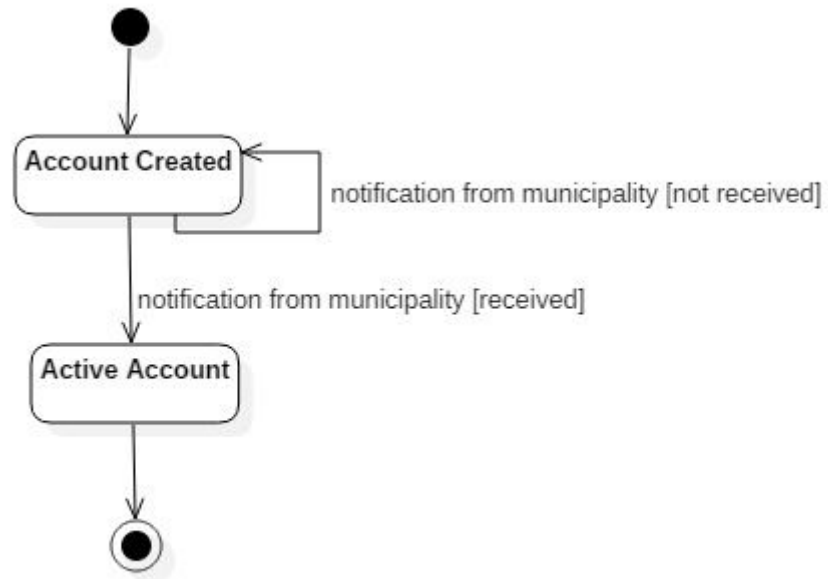 Account Created
notification from municipality [not received]
notification from municipality [received]
Active Account